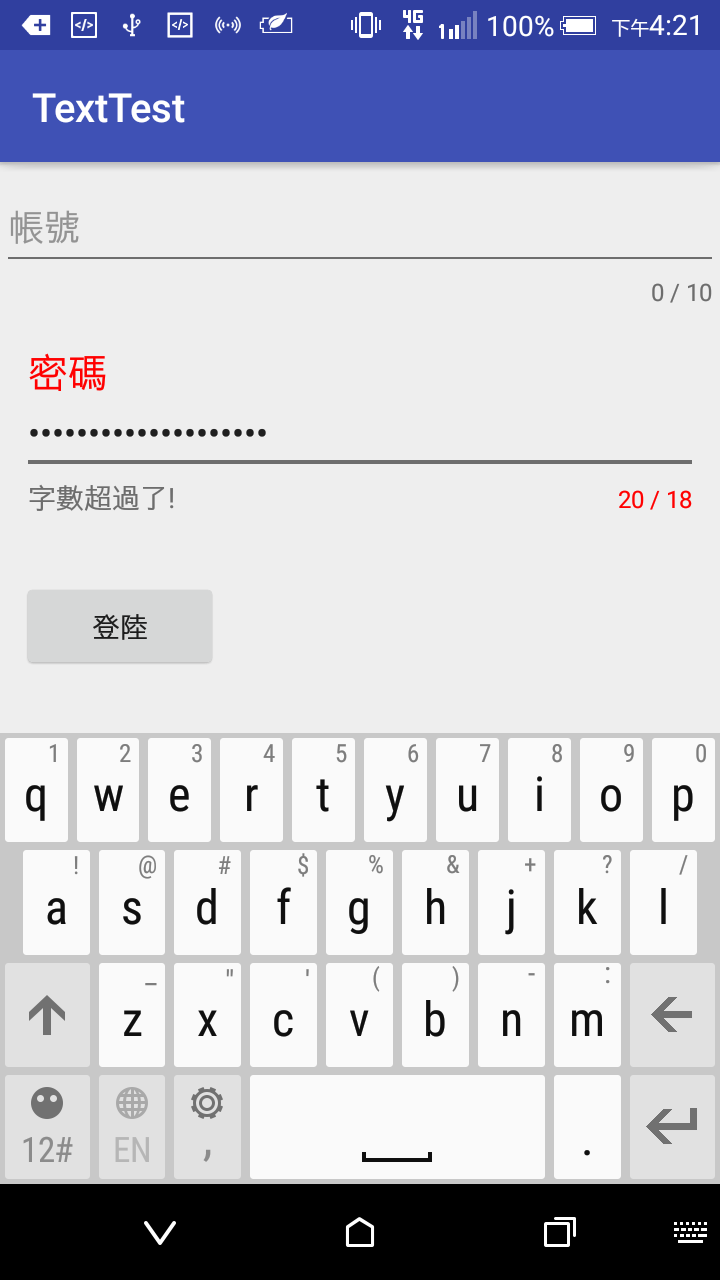 4G 100% 下午4:21
TextTest
帳號
0 / 10
密碼
••••••••••••••••••••
字數超過了!
20 / 18
登陸
1 2 3 4 5 6 7 8 9 0
q w e r t y u i o p
! @ # $ % & + ? /
a s d f g h j k l
_ " ' ( ) - :
z x c v b n m
12# EN , .